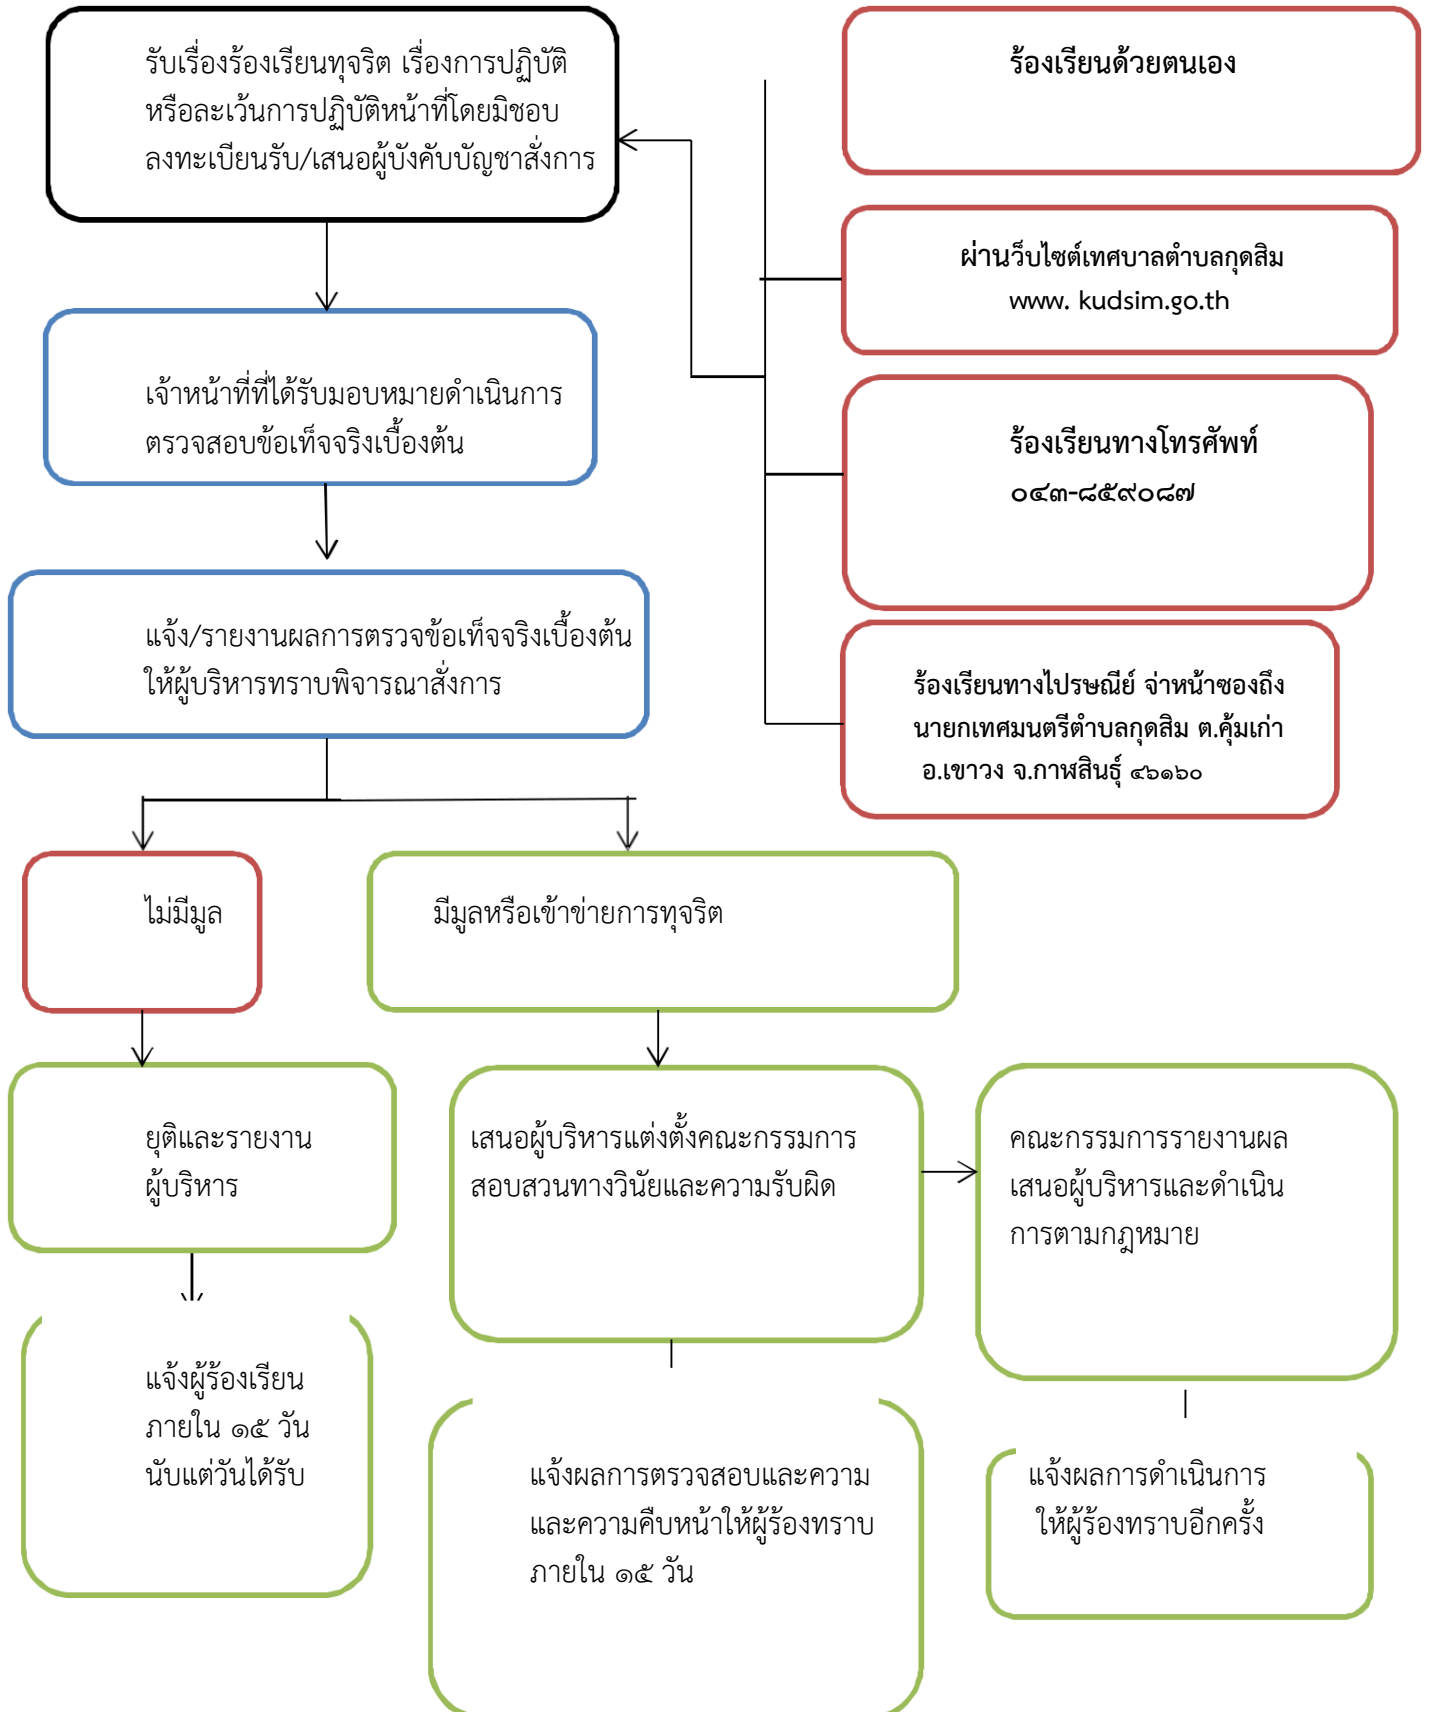 รับเรื่องร้องเรียนทุจริต เรื่องการปฏิบัติ
หรือละเว้นการปฏิบัติหน้าที่โดยมิชอบ
ลงทะเบียนรับ/เสนอผู้บังคับบัญชาสั่งการ
ร้องเรียนด้วยตนเอง
ผ่านว็บไซต์เทศบาลตำบลกุดสิม
www. kudsim.go.th
ร้องเรียนทางโทรศัพท์
๐๔๓-๘๕๙๐๘๗
ร้องเรียนทางไปรษณีย์ จ่าหน้าซองถึง
นายกเทศมนตรีตำบลกุดสิม ต.คุ้มเก่า
อ.เขาวง จ.กาฬสินธุ์ ๔๖๑๖๐
เจ้าหน้าที่ที่ได้รับมอบหมายดำเนินการ
ตรวจสอบข้อเท็จจริงเบื้องต้น
แจ้ง/รายงานผลการตรวจข้อเท็จจริงเบื้องต้น
ให้ผู้บริหารทราบพิจารณาสั่งการ
ไม่มีมูล
มีมูลหรือเข้าข่ายการทุจริต
ยุติและรายงาน
ผู้บริหาร
เสนอผู้บริหารแต่งตั้งคณะกรรมการ
สอบสวนทางวินัยและความรับผิด
คณะกรรมการรายงานผล
เสนอผู้บริหารและดำเนิน
การตามกฎหมาย
แจ้งผู้ร้องเรียน
ภายใน ๑๕ วัน
นับแต่วันได้รับ
แจ้งผลการตรวจสอบและความ
และความคืบหน้าให้ผู้ร้องทราบ
ภายใน ๑๕ วัน
แจ้งผลการดำเนินการ
ให้ผู้ร้องทราบอีกครั้ง